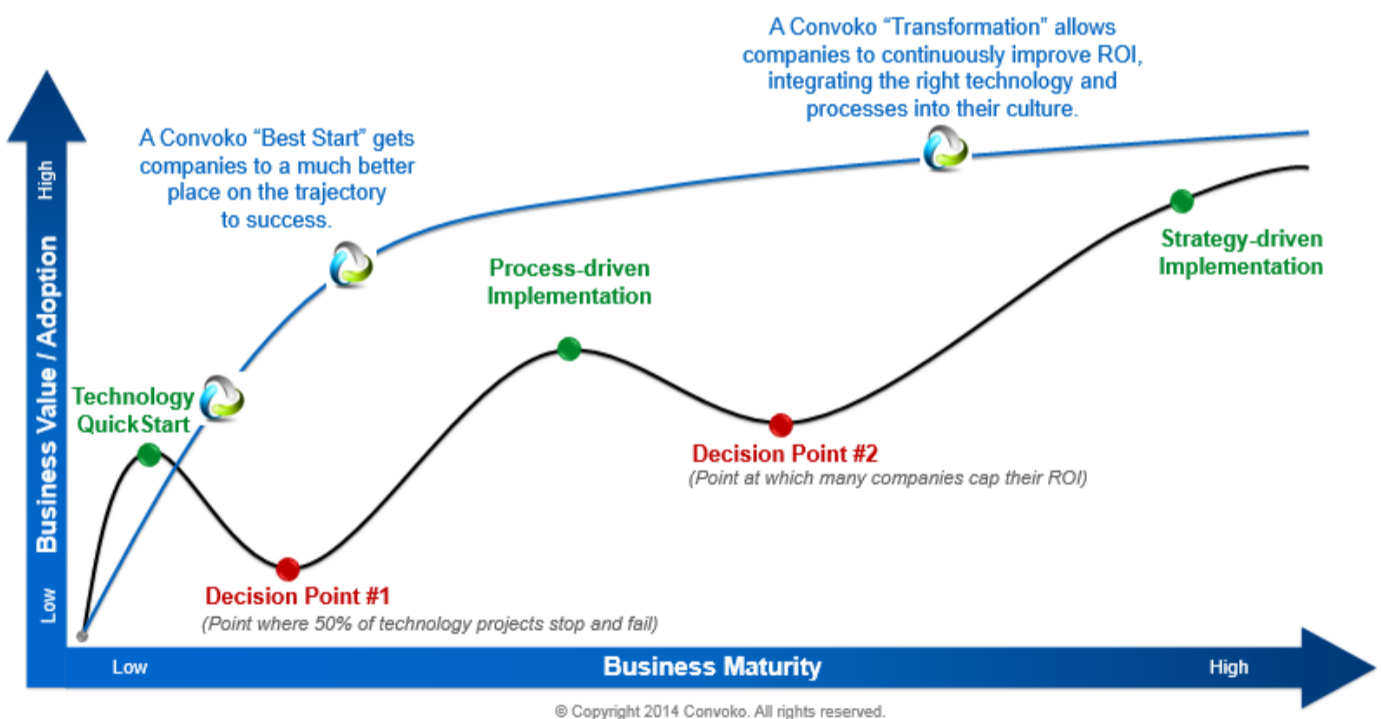 A Convoko “Transformation” allows
companies to continuously improve ROI,
integrating the right technology and
processes into their culture.
A Convoko “Best Start” gets
companies to a much better
place on the trajectory
to success.
High
Business Value / Adoption
Low
Strategy-driven
Implementation
Process-driven
Implementation
Technology
QuickStart
Decision Point #2
(Point at which many companies cap their ROI)
Decision Point #1
(Point where 50% of technology projects stop and fail)
Low
Business Maturity
High
© Copyright 2014 Convoko. All rights reserved.